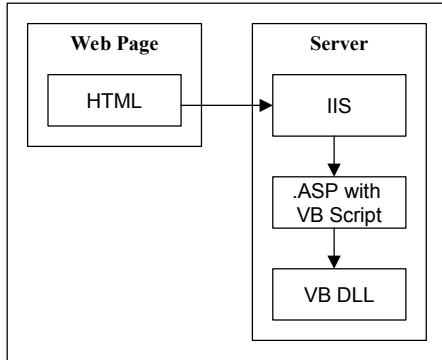 Web Page
HTML
Server
IIS
.ASP with
VB Script
VB DLL